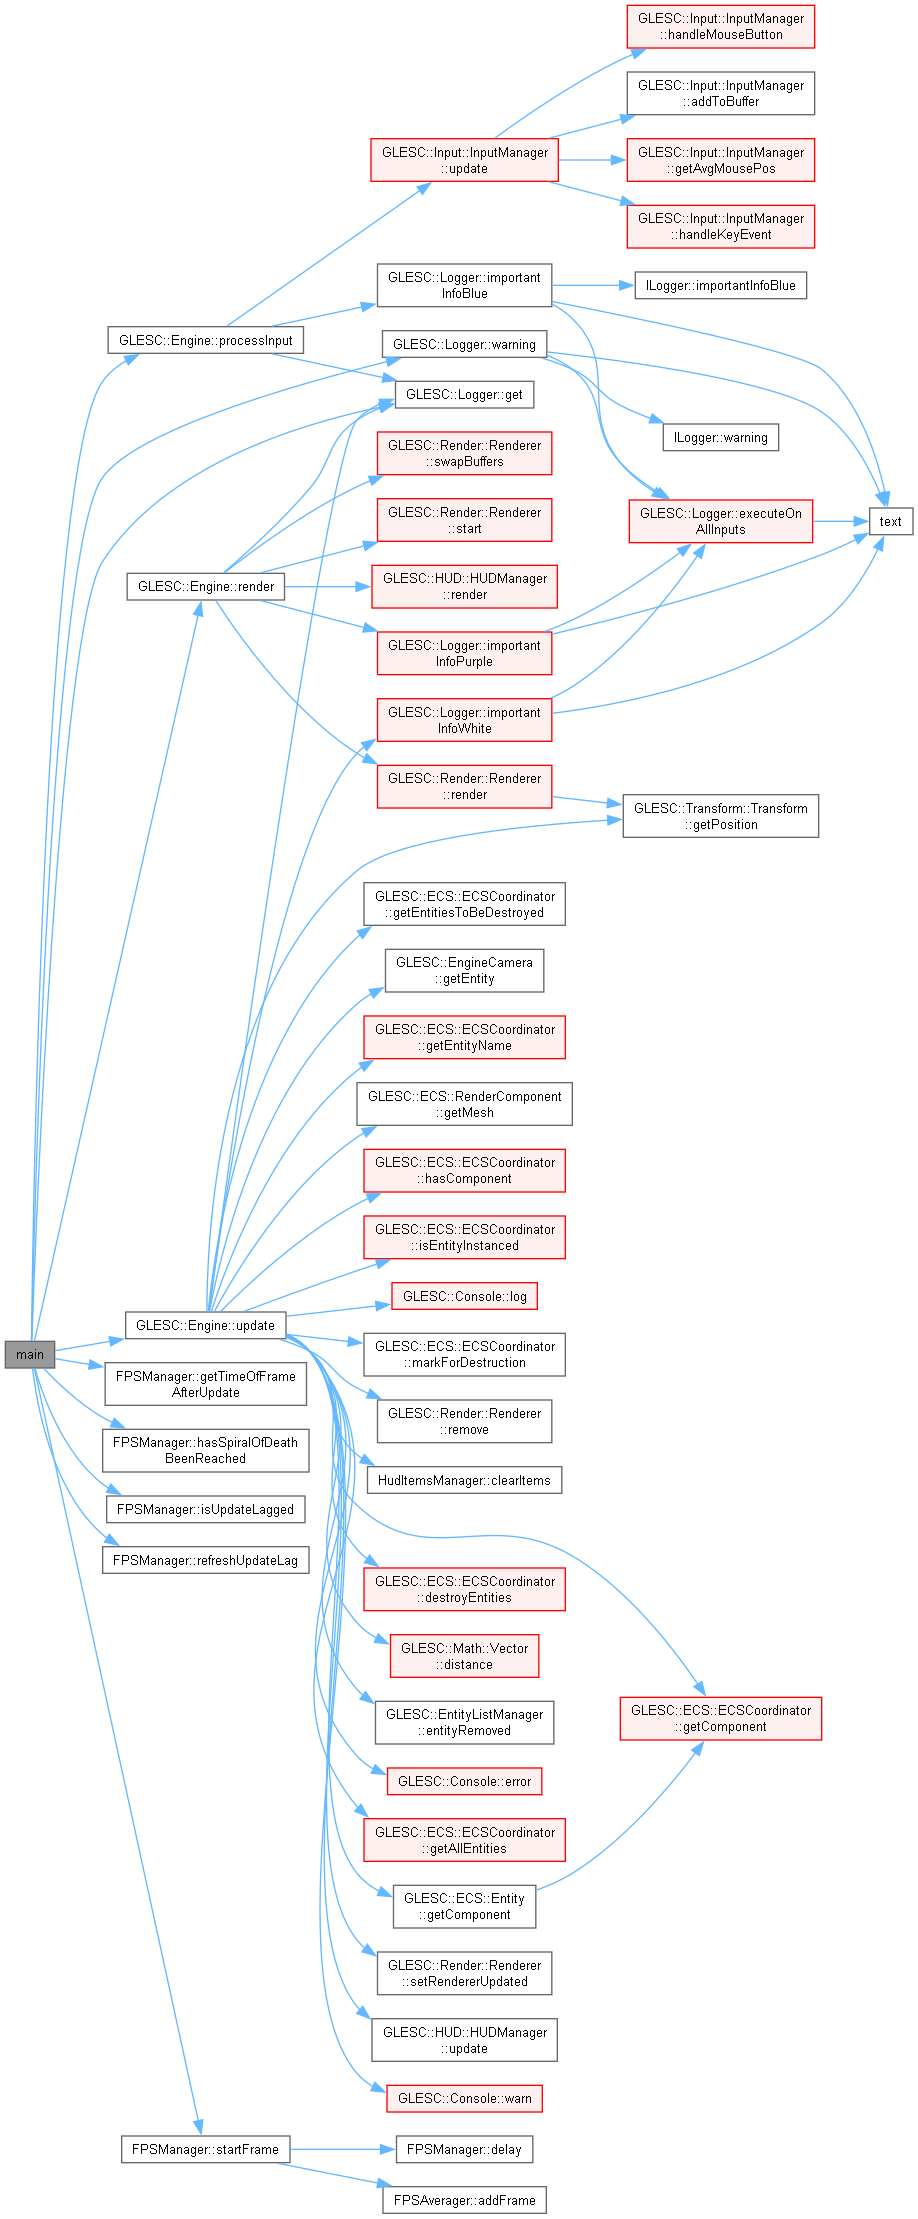 GLESC::Input::InputManager
::handleMouseButton
GLESC::Input::InputManager
::addToBuffer
GLESC::Input::InputManager
::update
GLESC::Input::InputManager
::getAvgMousePos
GLESC::Input::InputManager
::handleKeyEvent
GLESC::Logger::important
InfoBlue
ILogger::importantInfoBlue
GLESC::Engine::processInput
GLESC::Logger::warning
GLESC::Logger::get
ILogger::warning
GLESC::Render::Renderer
::swapBuffers
GLESC::Render::Renderer
::start
GLESC::Logger::executeOn
AllInputs
text
GLESC::Engine::render
GLESC::HUD::HUDManager
::render
GLESC::Logger::important
InfoPurple
GLESC::Logger::important
InfoWhite
GLESC::Render::Renderer
::render
GLESC::Transform::Transform
::getPosition
GLESC::ECS::ECSCoordinator
::getEntitiesToBeDestroyed
GLESC::EngineCamera
::getEntity
GLESC::ECS::ECSCoordinator
::getEntityName
GLESC::ECS::RenderComponent
::getMesh
GLESC::ECS::ECSCoordinator
::hasComponent
GLESC::ECS::ECSCoordinator
::isEntityInstanced
GLESC::Console::log
GLESC::Engine::update
main
GLESC::ECS::ECSCoordinator
::markForDestruction
FPSManager::getTimeOfFrame
AfterUpdate
GLESC::Render::Renderer
::remove
FPSManager::hasSpiralOfDeath
BeenReached
HudItemsManager::clearItems
FPSManager::isUpdateLagged
FPSManager::refreshUpdateLag
GLESC::ECS::ECSCoordinator
::destroyEntities
GLESC::Math::Vector
::distance
GLESC::EntityListManager
::entityRemoved
GLESC::ECS::ECSCoordinator
::getComponent
GLESC::Console::error
GLESC::ECS::ECSCoordinator
::getAllEntities
GLESC::ECS::Entity
::getComponent
GLESC::Render::Renderer
::setRendererUpdated
GLESC::HUD::HUDManager
::update
GLESC::Console::warn
FPSManager::startFrame
FPSManager::delay
FPSAverager::addFrame